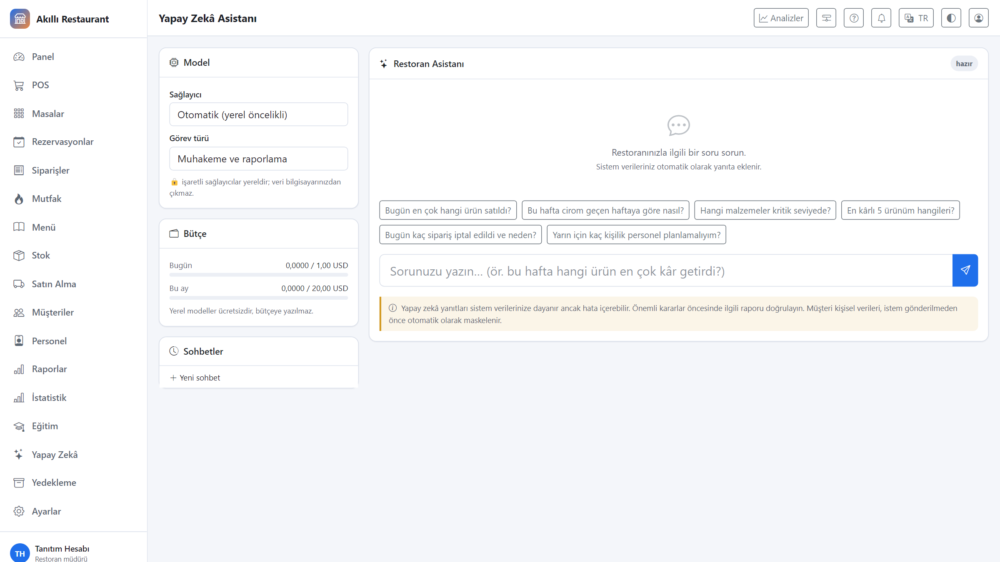 Akıllı Restaurant
Panel
POS
Masalar
Rezervasyonlar
Siparişler
Mutfak
Menü
Stok
Satın Alma
Müşteriler
Personel
Raporlar
İstatistik
Eğitim
Yapay Zekâ
Yedekleme
Ayarlar
TH
Tanıtım Hesabı
Restoran müdürü
Yapay Zekâ Asistanı
Analizler
TR
Model
Sağlayıcı
Otomatik (yerel öncelikli)
Görev türü
Muhakeme ve raporlama
🔒 işaretli sağlayıcılar yereldir; veri bilgisayarınızdan
çıkmaz.
Bütçe
Bugün 0,0000 / 1,00 USD
Bu ay 0,0000 / 20,00 USD
Yerel modeller ücretsizdir, bütçeye yazılmaz.
Sohbetler
+ Yeni sohbet
Restoran Asistanı
hazır
Restoranınızla ilgili bir soru sorun.
Sistem verileriniz otomatik olarak yanıta eklenir.
Bugün en çok hangi ürün satıldı? Bu hafta cirom geçen haftaya göre nasıl? Hangi malzemeler kritik seviyede? En kârlı 5 ürünüm hangileri?
Bugün kaç sipariş iptal edildi ve neden? Yarın için kaç kişilik personel planlamalıyım?
Sorunuzu yazın... (ör. bu hafta hangi ürün en çok kâr getirdi?)
Yapay zekâ yanıtları sistem verilerinize dayanır ancak hata içerebilir. Önemli kararlar öncesinde ilgili raporu doğrulayın. Müşteri kişisel verileri, istem gönderilmeden
önce otomatik olarak maskelenir.